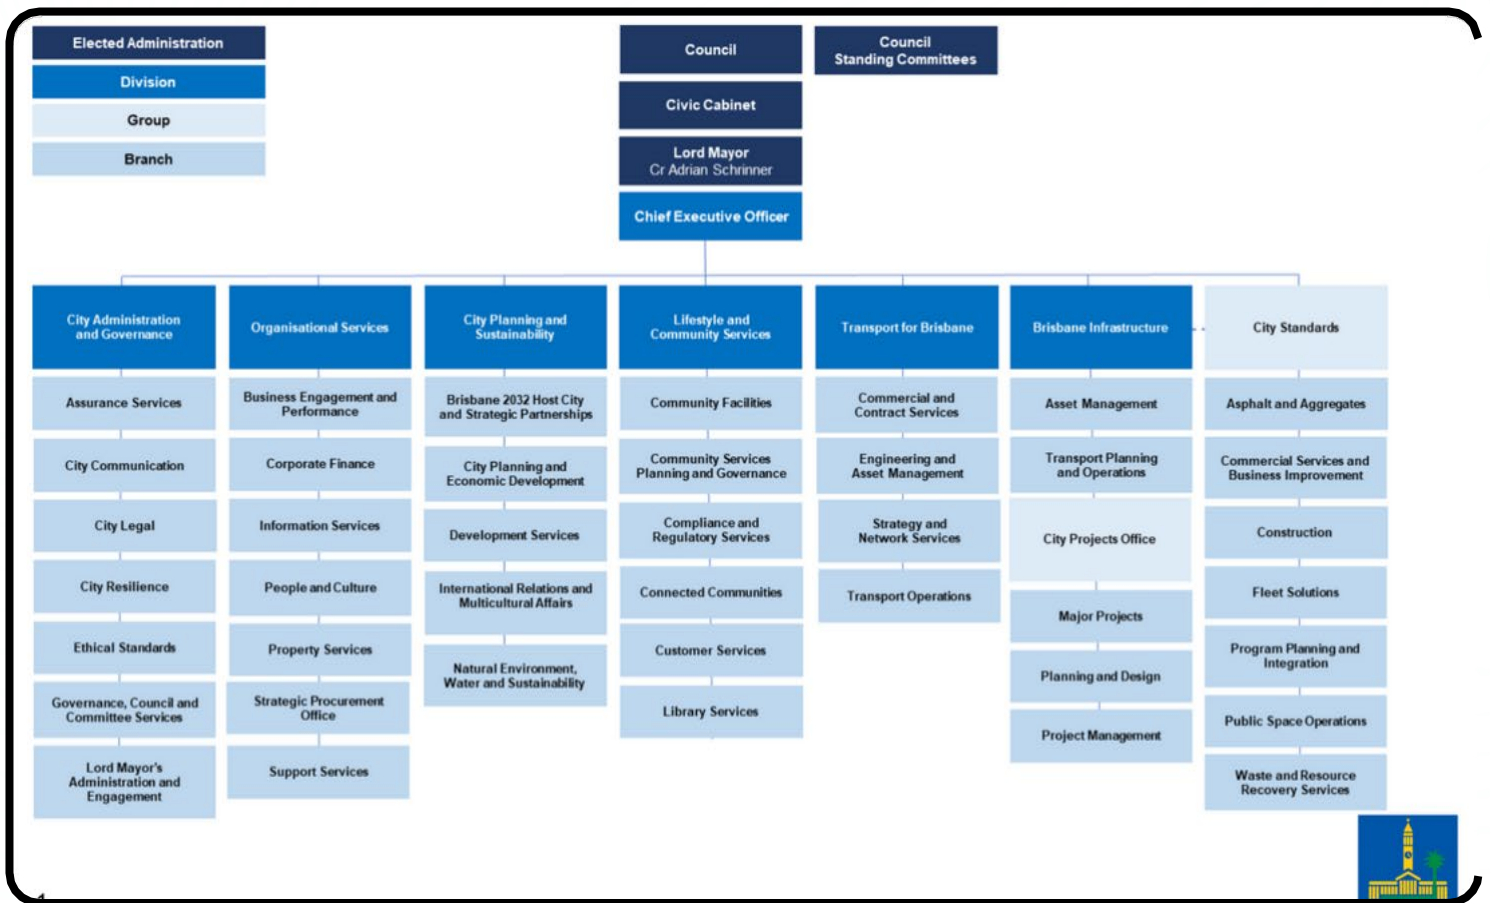 Elected Administration
Division
Group
Branch
Council
Council
Standing Committees
Civic Cabinet
Lord Mayor
Cr Adrian Schrinner
Chief Executive Officer
City Administration
and Governance
Assurance Services
City Communication
City Legal
City Resilience
Ethical Standards
Governance, Council and
Committee Services
Lord Mayor's
Administration and
Engagement
Organisational Services
Business Engagement and
Performance
Corporate Finance
Information Services
People and Culture
Property Services
Strategic Procurement
Office
Support Services
City Planning and
Sustainability
Brisbane 2032 Host City
and Strategic Partnerships
City Planning and
Economic Development
Development Services
International Relations and
Multicultural Affairs
Natural Environment,
Water and Sustainability
Lifestyle and
Community Services
Community Facilities
Community Services
Planning and Governance
Compliance and
Regulatory Services
Connected Communities
Customer Services
Library Services
Transport for Brisbane
Commercial and
Contract Services
Engineering and
Asset Management
Strategy and
Network Services
Transport Operations
Brisbane Infrastructure
Asset Management
Transport Planning
and Operations
City Projects Office
Major Projects
Planning and Design
Project Management
City Standards
Asphalt and Aggregates
Commercial Services and
Business Improvement
Construction
Fleet Solutions
Program Planning and
Integration
Public Space Operations
Waste and Resource
Recovery Services